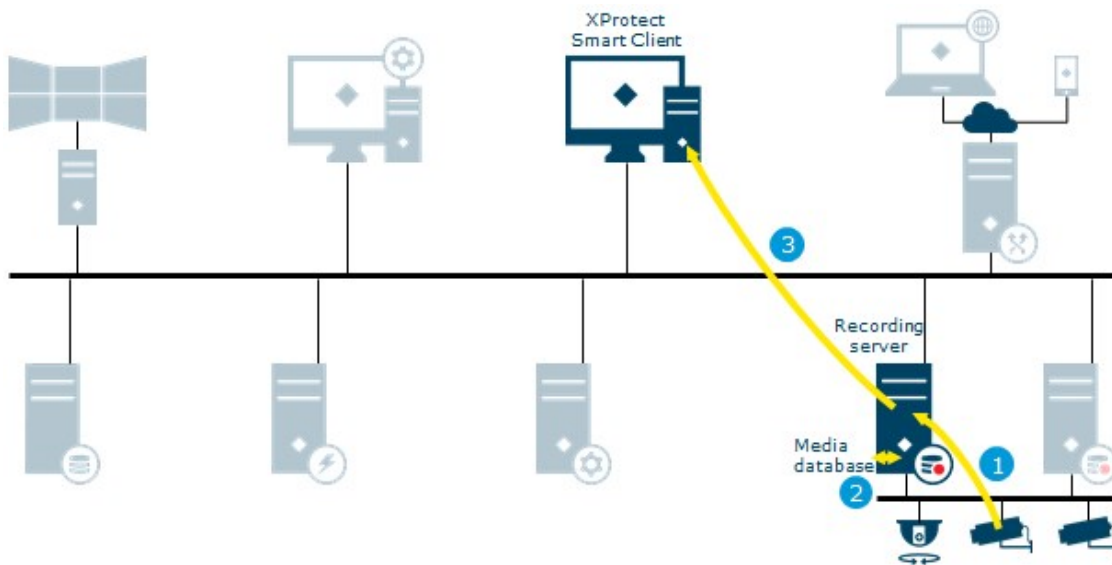 XProtect
Smart Client
3
Recording
server
Media
database
1
2